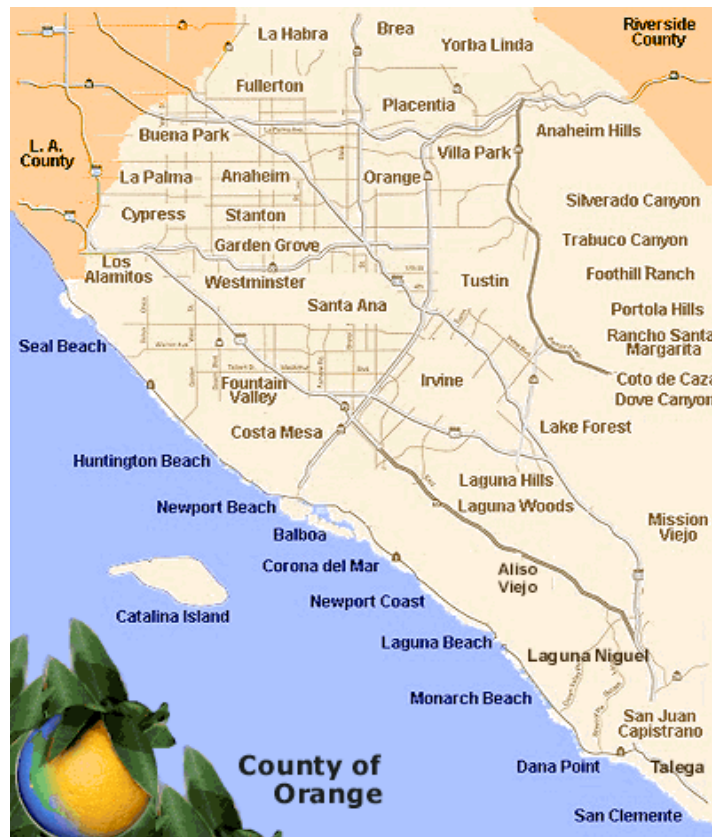 La Habra
Brea
Yorba Linda
Riverside
County
Fullerton
Placentia
Buena Park
Anaheim Hills
L. A.
County
Villa Park
La Palma
Anaheim
Orange
Silverado Canyon
Cypress
Stanton
Trabuco Canyon
Garden Grove
Los
Alamitos
Westminster
Tustin
Foothill Ranch
Santa Ana
Portola Hills
Seal Beach
Rancho Santa
Margarita
Fountain
Valley
Irvine
Coto de Caza
Dove Canyon
Costa Mesa
Lake Forest
Huntington Beach
Laguna Hills
Newport Beach
Laguna Woods
Balboa
Mission
Viejo
Corona del Mar
Aliso
Viejo
Newport Coast
Catalina Island
Laguna Beach
Laguna Niguel
Monarch Beach
San Juan
Capistrano
County of
Orange
Dana Point
Talega
San Clemente